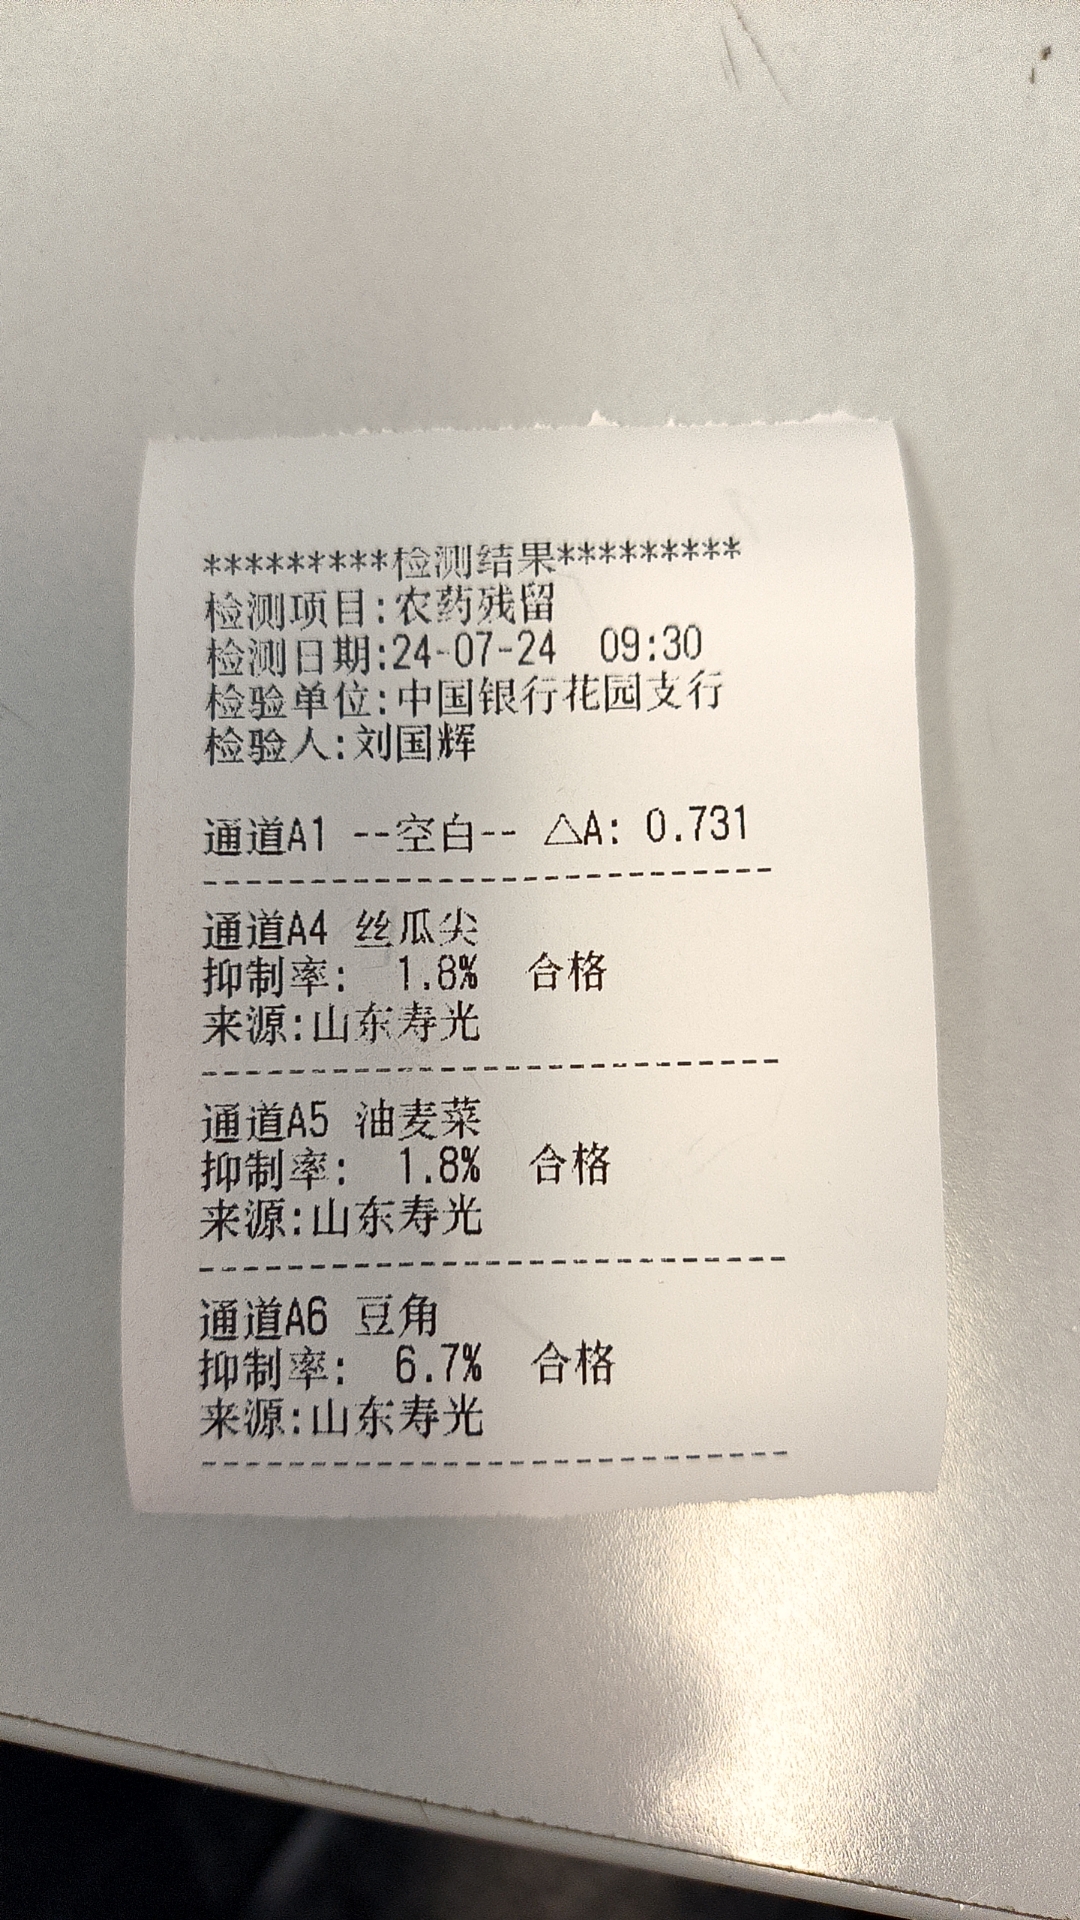 *********检测结果*********
检测项目:农药残留
检测日期:24-07-24 09:30
检验单位:中国银行花园支行
检验人:刘国辉
通道A1 --空白-- △A: 0.731
---------------------------
通道A4 丝瓜尖
抑制率: 1.8% 合格
来源:山东寿光
---------------------------
通道A5 油麦菜
抑制率: 1.8% 合格
来源:山东寿光
---------------------------
通道A6 豆角
抑制率: 6.7% 合格
来源:山东寿光
---------------------------